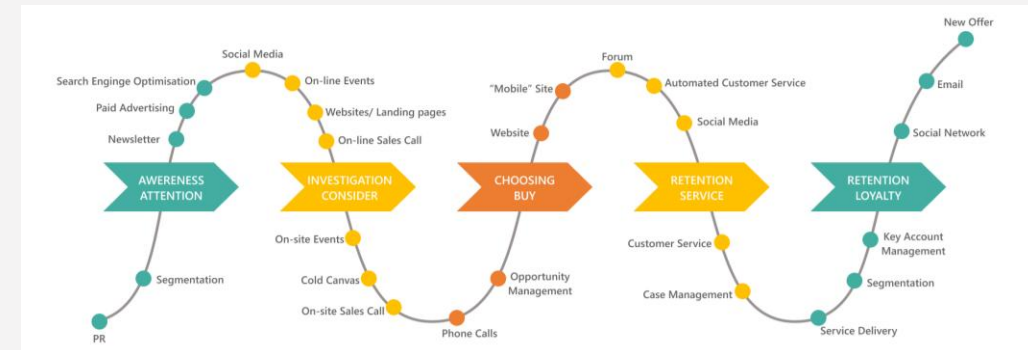 New Offer
Social Media
Forum
Search Enginge Optimisation
On-line Events
"Mobile" Site
Automated Customer Service
Email
Paid Advertising
Websites/ Landing pages
Social Media
Newsletter
On-line Sales Call
Website
Social Network
AWERENESS
ATTENTION
INVESTIGATION
CONSIDER
CHOOSING
BUY
RETENTION
SERVICE
RETENTION
LOYALTY
On-site Events
Customer Service
Key Account
Management
Segmentation
Cold Canvas
Opportunity
Management
Case Management
Segmentation
On-site Sales Call
PR
Phone Calls
Service Delivery